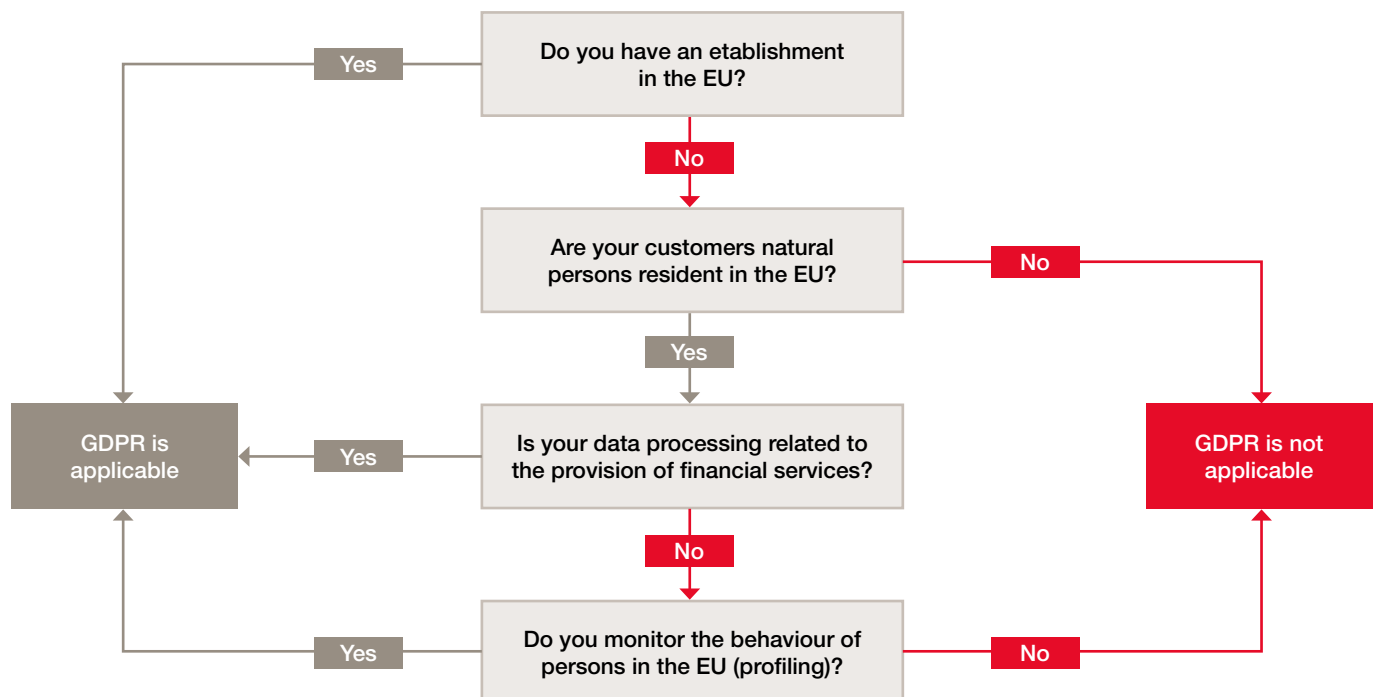 Do you have an etablishment
in the EU?
Yes
No
Are your customers natural
persons resident in the EU?
No
Yes
GDPR is
applicable
Yes
Is your data processing related to
the provision of financial services?
GDPR is not
applicable
No
Yes
Do you monitor the behaviour of
persons in the EU (profiling)?
No